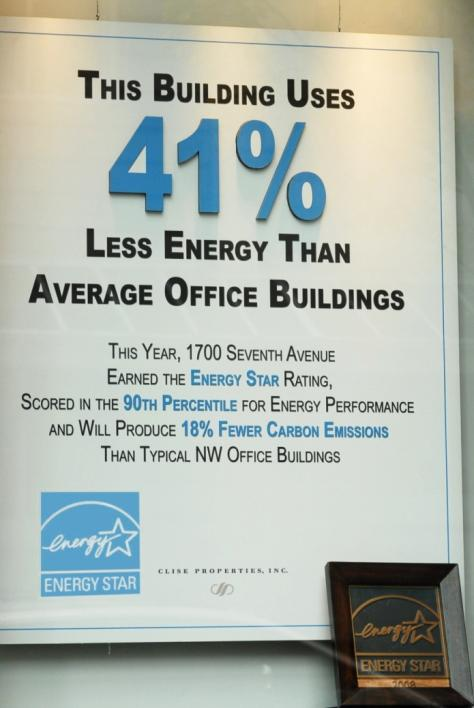 THIS BUILDING USES
41%
LESS ENERGY THAN
AVERAGE OFFICE BUILDINGS
THIS YEAR, 1700 SEVENTH AVENUE
EARNED THE ENERGY STAR RATING,
SCORED IN THE 90TH PERCENTILE FOR ENERGY PERFORMANCE
AND WILL PRODUCE 18% FEWER CARBON EMISSIONS
THAN TYPICAL NW OFFICE BUILDINGS
energy
ENERGY STAR
CLISE PROPERTIES, INC.
energy
ENERGY STAR
2008